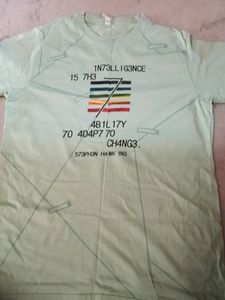 1N73LL1G3NCE
15 7H3
4B1L17Y
70 4D4P7 70
CH4NG3.
573PH3N H4WK1NG